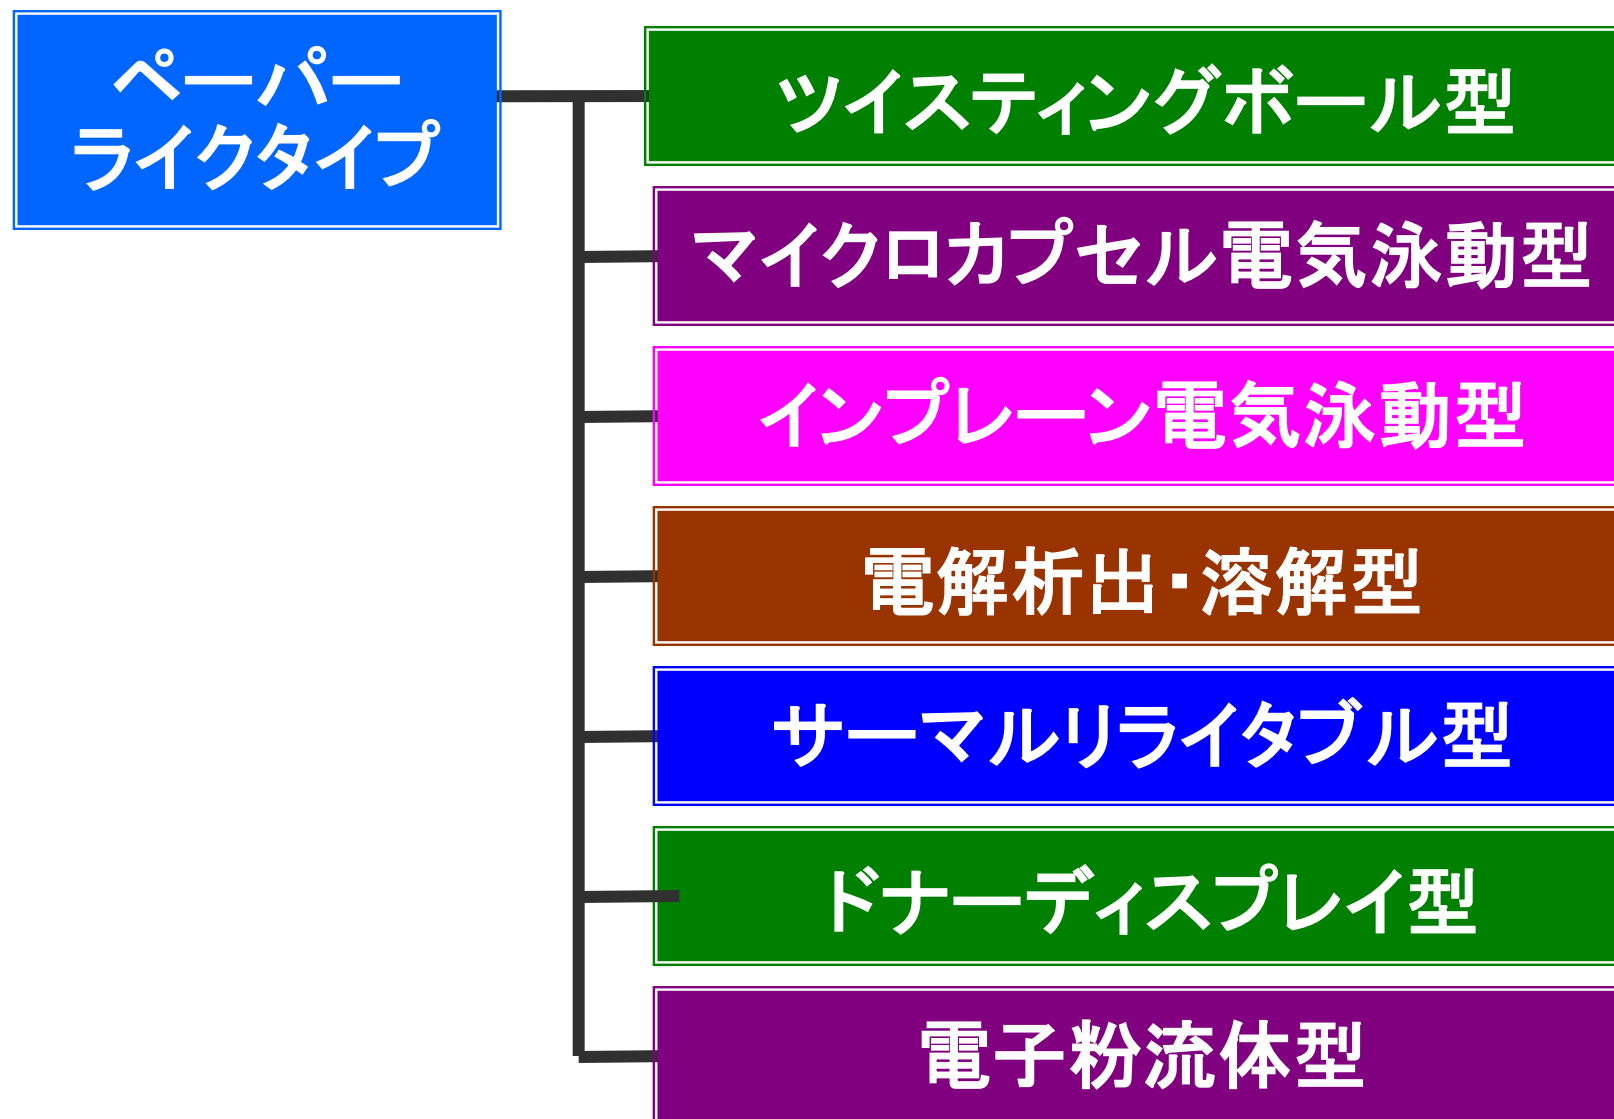 ペーパー
ライクタイプ
ツイスティングボール型
マイクロカプセル電気泳動型
インプレーン電気泳動型
電解析出・溶解型
サーマルリライタブル型
ドナーディスプレイ型
電子粉流体型